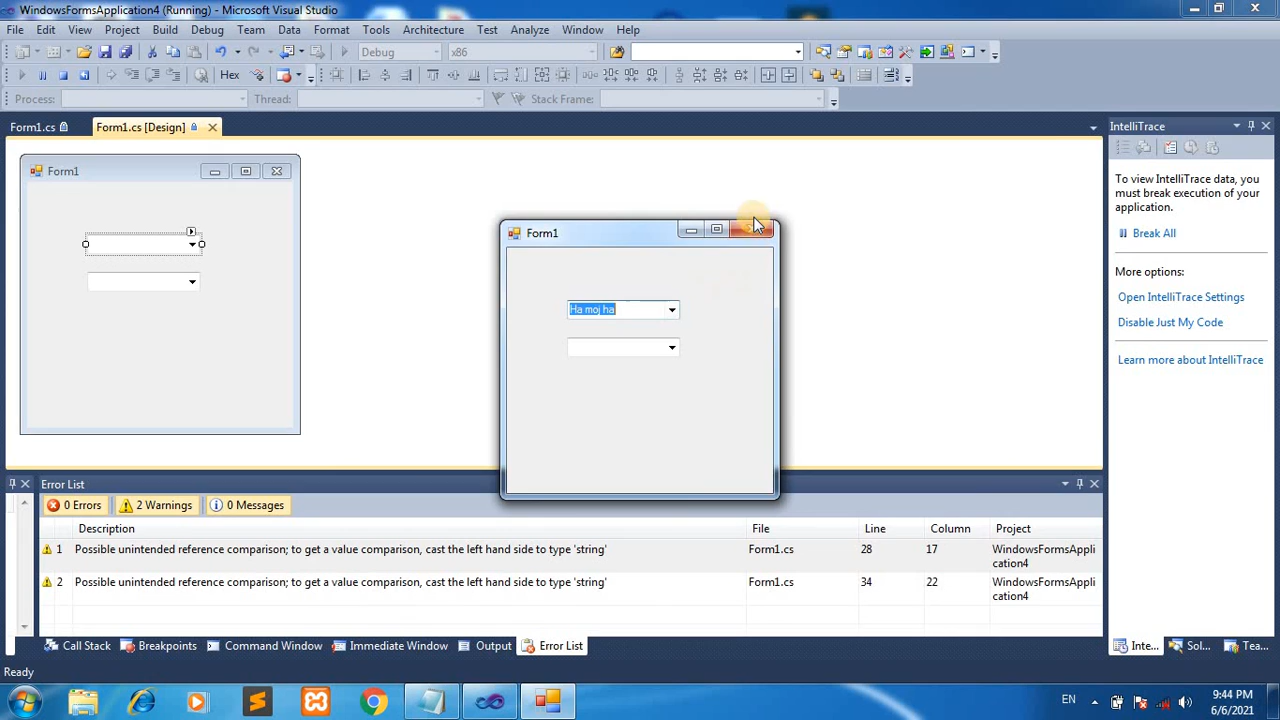 WindowsFormsApplication4 (Running) - Microsoft Visual Studio
File Edit View Project Build Debug Team Data Format Tools Architecture Test Analyze Window Help
Debug x86
Hex
Process: Thread: Stack Frame:
Form1.cs Form1.cs [Design]
IntelliTrace
Form1
To view IntelliTrace data, you
must break execution of your
application.
Break All
More options:
Open IntelliTrace Settings
Disable Just My Code
Learn more about IntelliTrace
Form1
Ha moj ha
Error List
0 Errors 2 Warnings 0 Messages
Description File Line Column Project
1 Possible unintended reference comparison; to get a value comparison, cast the left hand side to type 'string' Form1.cs 28 17 WindowsFormsAppli
cation4
2 Possible unintended reference comparison; to get a value comparison, cast the left hand side to type 'string' Form1.cs 34 22 WindowsFormsAppli
cation4
Call Stack Breakpoints Command Window Immediate Window Output Error List
Inte... Sol... Tea...
Ready
EN
9:44 PM
6/6/2021